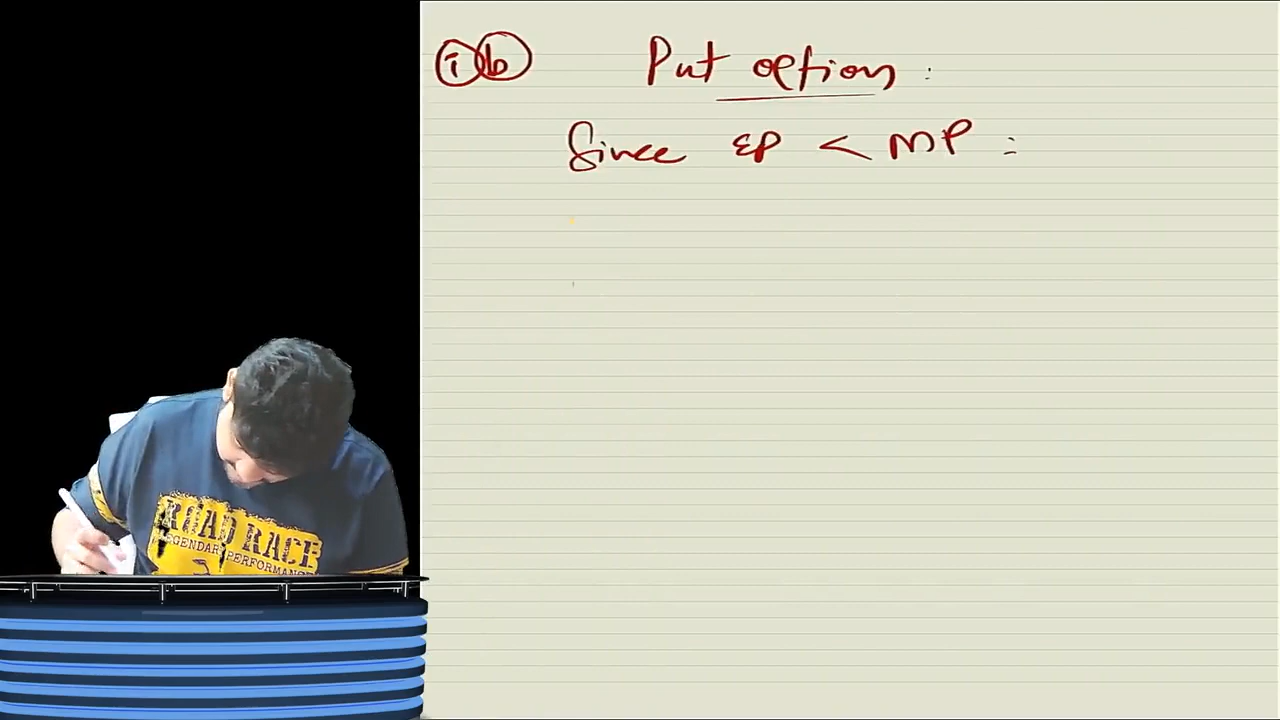 i b Put option :
Since EP < MP :
ROAD RACE
LEGENDARY PERFORMANCE